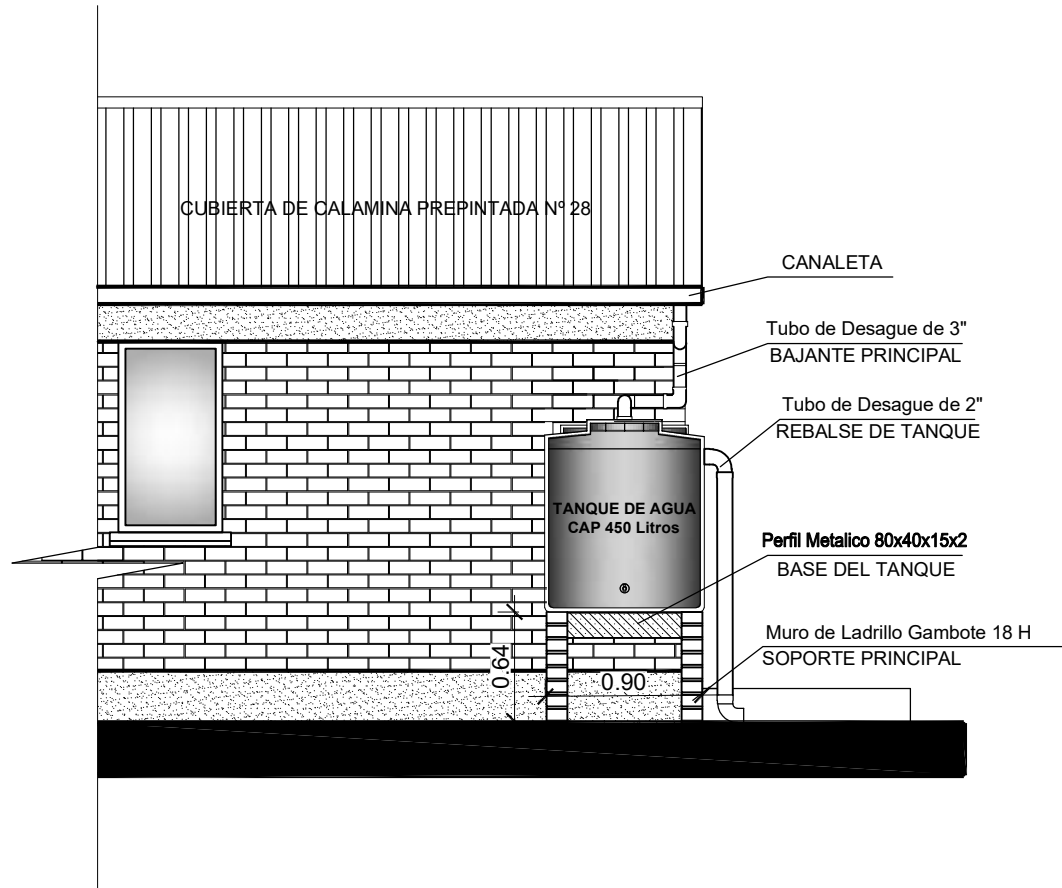 CUBIERTA DE CALAMINA PREPINTADA Nº 28
CANALETA
Tubo de Desague de 3"
BAJANTE PRINCIPAL
Tubo de Desague de 2"
REBALSE DE TANQUE
TANQUE DE AGUA
CAP 450 Litros
Perfil Metalico 80x40x15x2
BASE DEL TANQUE
Muro de Ladrillo Gambote 18 H
SOPORTE PRINCIPAL
0.64
0.90